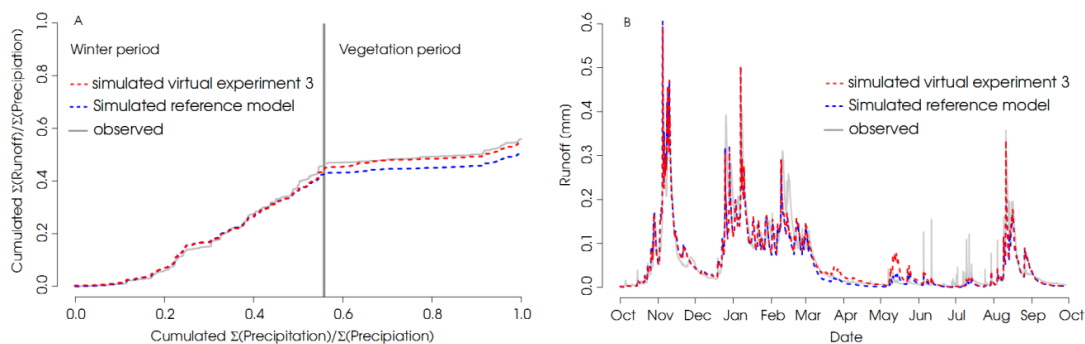 A
Winter period
Vegetation period
simulated virtual experiment 3
Simulated reference model
observed
Cumulated Σ(Runoff)/Σ(Precipitation)
0.0
0.2
0.4
0.6
0.8
1.0
0.0
0.2
0.4
0.6
0.8
1.0
Cumulated Σ(Precipitation)/Σ(Precipiation)
B
simulated virtual experiment 3
Simulated reference model
observed
Runoff (mm)
0.0
0.1
0.2
0.3
0.4
0.5
0.6
Oct Nov Dec Jan Feb Mar Apr May Jun Jul Aug Sep Oct
Date